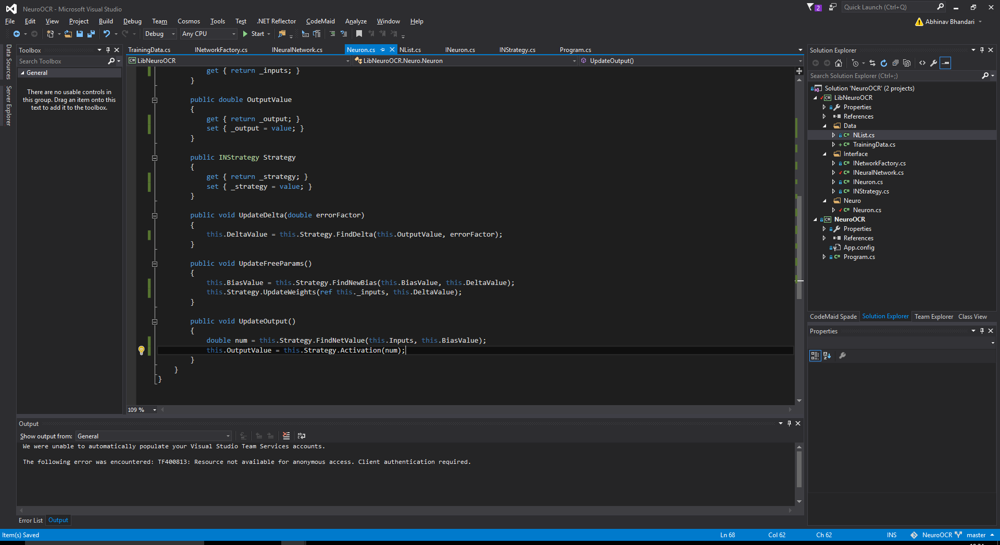 NeuroOCR - Microsoft Visual Studio
2
Quick Launch (Ctrl+Q)
File Edit View Project Build Debug Team Cosmos Tools Test .NET Reflector CodeMaid Analyze Window Help
Abhinav Bhandari
Debug Any CPU Start
Data Sources
Server Explorer
Toolbox
Search Toolbox
General
There are no usable controls in
this group. Drag an item onto this
text to add it to the toolbox.
TrainingData.cs INetworkFactory.cs INeuralNetwork.cs Neuron.cs NList.cs INeuron.cs INStrategy.cs Program.cs
LibNeuroOCR LibNeuroOCR.Neuro.Neuron UpdateOutput()
get { return _inputs; }
}
public double OutputValue
{
get { return _output; }
set { _output = value; }
}
public INStrategy Strategy
{
get { return _strategy; }
set { _strategy = value; }
}
public void UpdateDelta(double errorFactor)
{
this.DeltaValue = this.Strategy.FindDelta(this.OutputValue, errorFactor);
}
public void UpdateFreeParams()
{
this.BiasValue = this.Strategy.FindNewBias(this.BiasValue, this.DeltaValue);
this.Strategy.UpdateWeights(ref this._inputs, this.DeltaValue);
}
public void UpdateOutput()
{
double num = this.Strategy.FindNetValue(this.Inputs, this.BiasValue);
this.OutputValue = this.Strategy.Activation(num);
}
}
}
109 %
Solution Explorer
Search Solution Explorer (Ctrl+;)
Solution 'NeuroOCR' (2 projects)
C# LibNeuroOCR
Properties
References
Data
C# NList.cs
C# TrainingData.cs
Interface
C# INetworkFactory.cs
C# INeuralNetwork.cs
C# INeuron.cs
C# INStrategy.cs
Neuro
C# Neuron.cs
C# NeuroOCR
Properties
References
App.config
C# Program.cs
CodeMaid Spade Solution Explorer Team Explorer Class View
Properties
Output
Show output from: General
We were unable to automatically populate your Visual Studio Team Services accounts.
The following error was encountered: TF400813: Resource not available for anonymous access. Client authentication required.
Error List Output
Item(s) Saved Ln 68 Col 62 Ch 62 INS NeuroOCR master